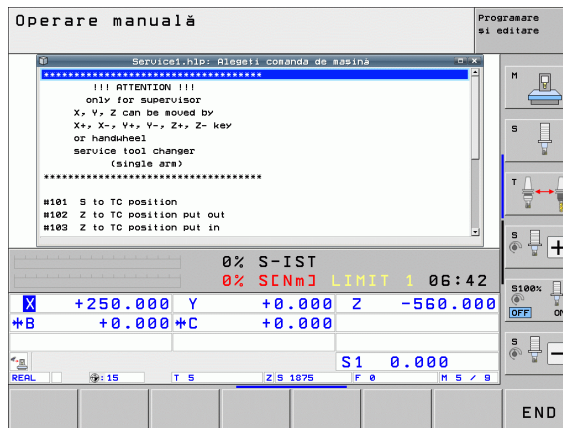 Operare manuală
Programare
și editare
Service1.hlp: Alegeti comanda de masină
***********************************
!!! ATTENTION !!!
only for supervisor
X, Y, Z can be moved by
X+, X-, Y+, Y-, Z+, Z- key
or handwheel
service tool changer
(single arm)
***********************************
#101 S to TC position
#102 Z to TC position put out
#103 Z to TC position put in
M
S
T
S
S100%
OFF
ON
S
0% S-IST
0% S[Nm] LIMIT 1 06:42
X +250.000 Y +0.000 Z -560.000
B +0.000 C +0.000
S1 0.000
REAL :15 T 5 Z S 1875 F 0 M 5 / 9
END